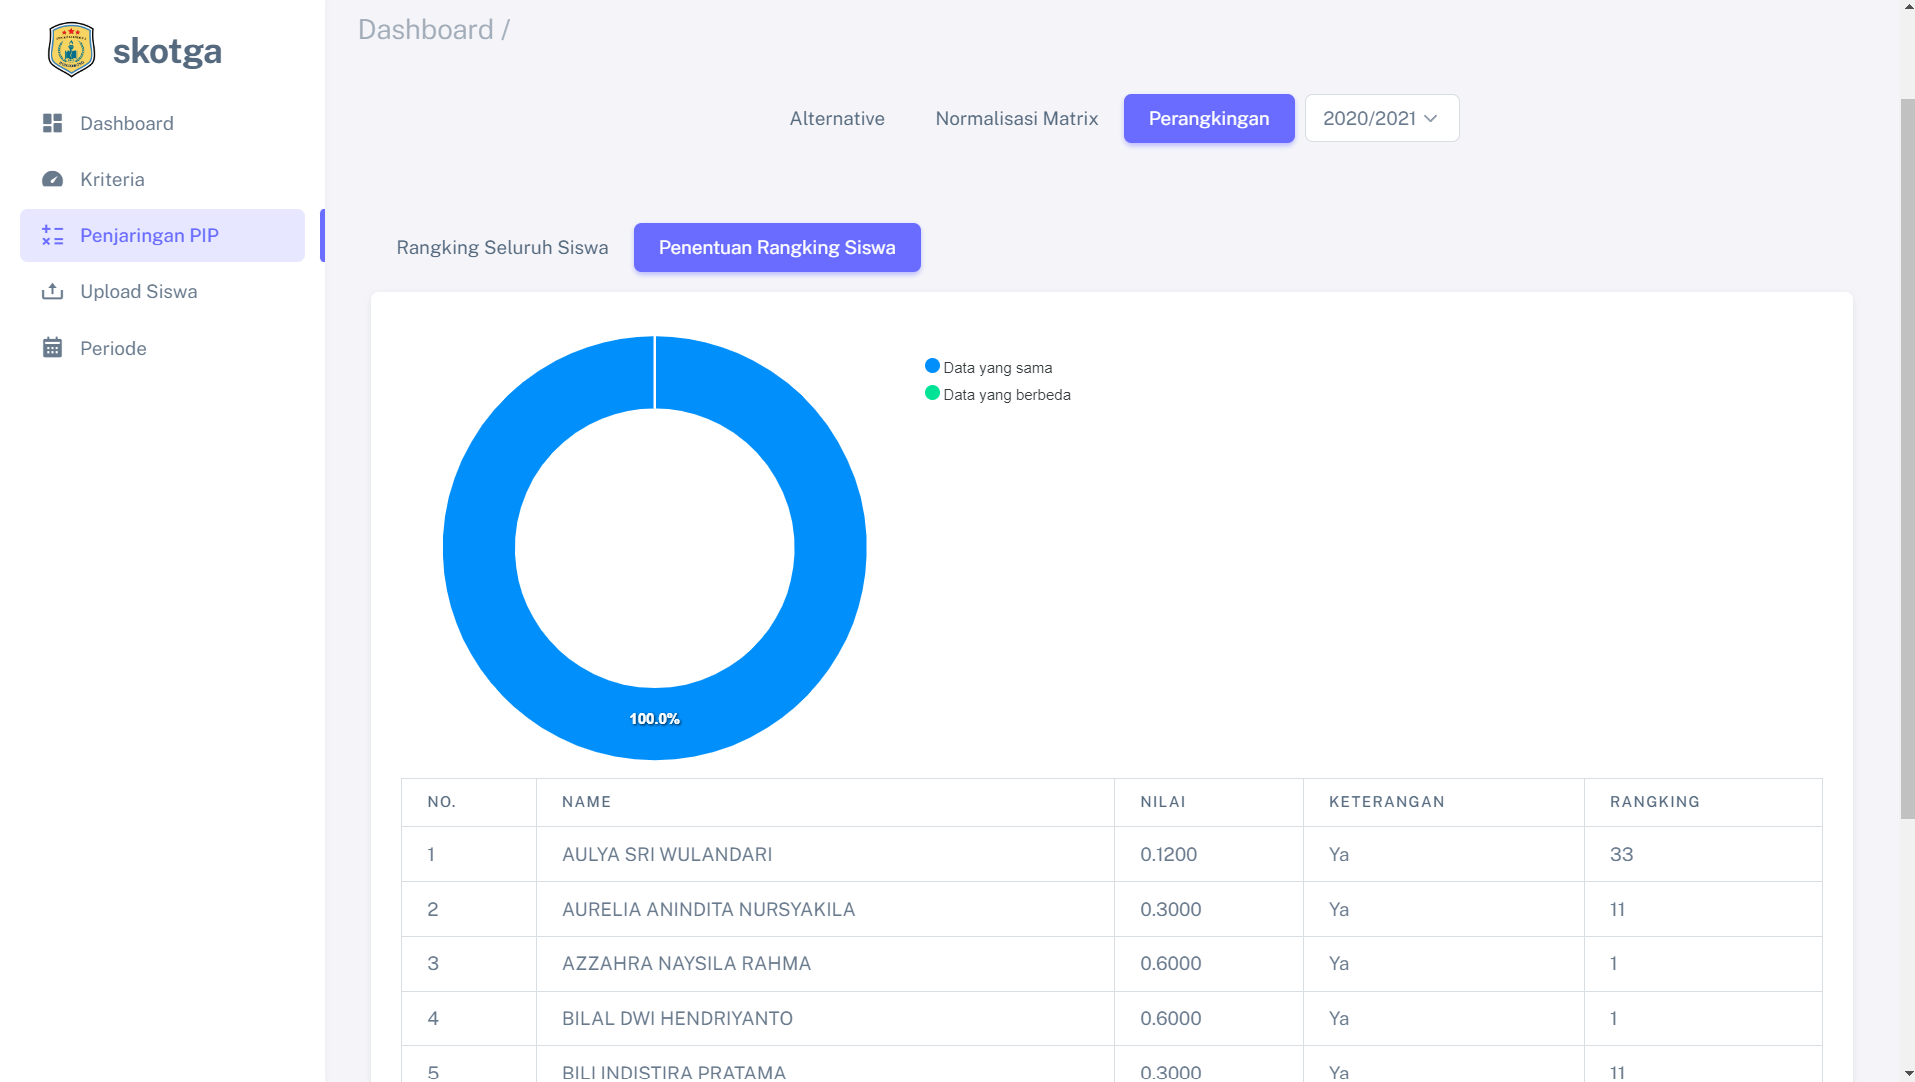 skotga
Dashboard
Kriteria
Penjaringan PIP
Upload Siswa
Periode
Dashboard /
Alternative Normalisasi Matrix Perangkingan 2020/2021
Rangking Seluruh Siswa Penentuan Rangking Siswa
Data yang sama
Data yang berbeda
100.0%
NO. NAME NILAI KETERANGAN RANGKING
1 AULYA SRI WULANDARI 0.1200 Ya 33
2 AURELIA ANINDITA NURSYAKILA 0.3000 Ya 11
3 AZZAHRA NAYSILA RAHMA 0.6000 Ya 1
4 BILAL DWI HENDRIYANTO 0.6000 Ya 1
5 BILI INDISTIRA PRATAMA 0.3000 Ya 11